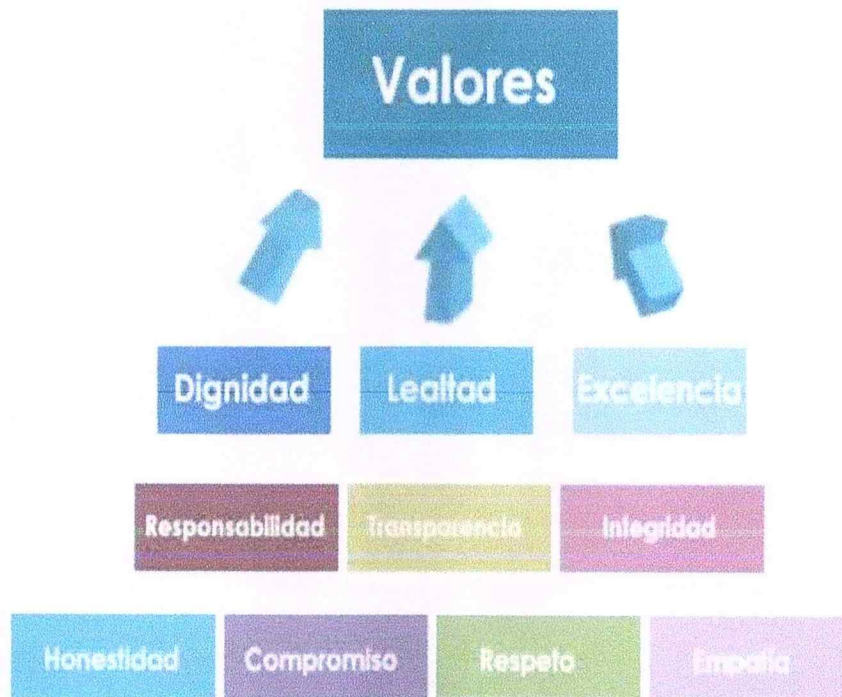 Valores
Dignidad Lealtad Excelencia
Responsabilidad Transparencia Integridad
Honestidad Compromiso Respeto Empatía